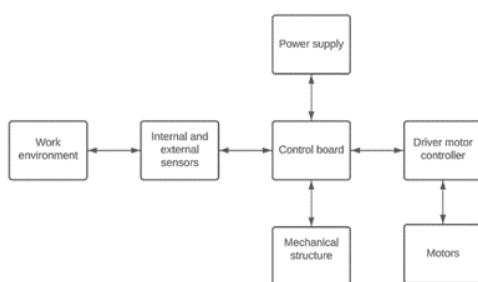 Power supply
Work
environment
Internal and
external
sensors
Control board
Driver motor
controller
Mechanical
structure
Motors